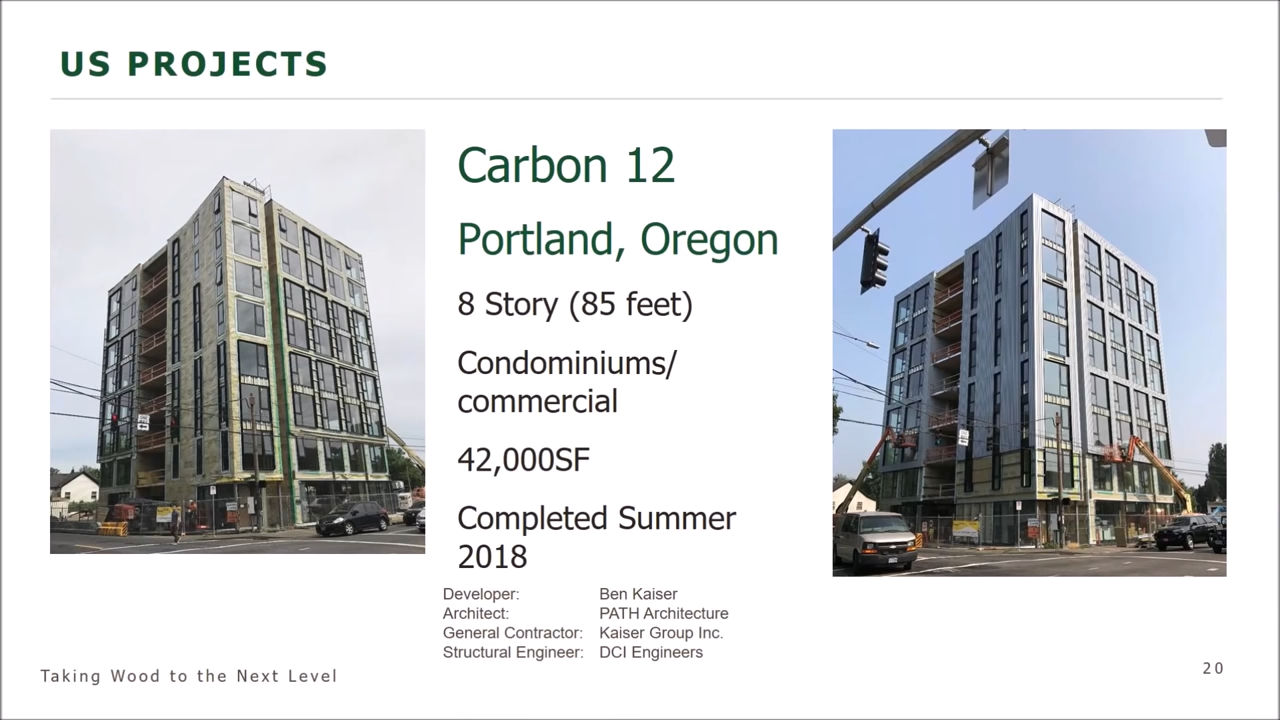 US PROJECTS
Carbon 12
Portland, Oregon
8 Story (85 feet)
Condominiums/
commercial
42,000SF
Completed Summer
2018
Developer: Ben Kaiser
Architect: PATH Architecture
General Contractor: Kaiser Group Inc.
Structural Engineer: DCI Engineers
Taking Wood to the Next Level
20